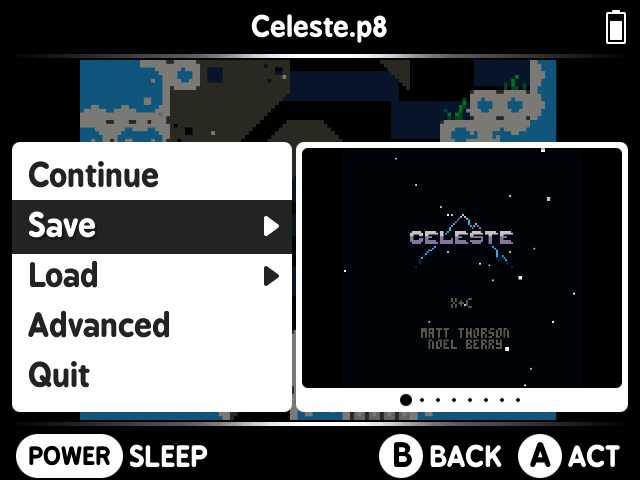 Celeste.p8
Continue
Save
Load
Advanced
Quit
CELESTE
X+C
MATT THORSON
NOEL BERRY
POWER SLEEP
B BACK A ACT